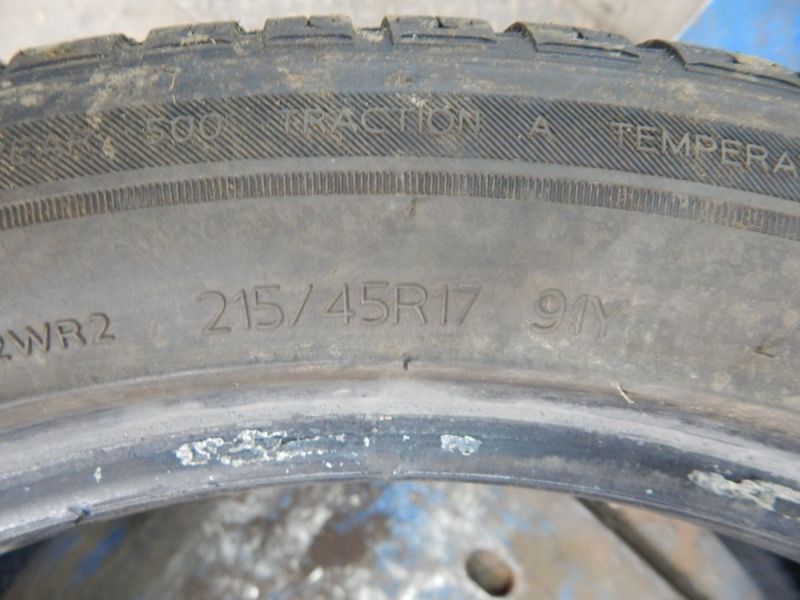 500 TRACTION A TEMPERA
2WR2 215/45R17 91Y